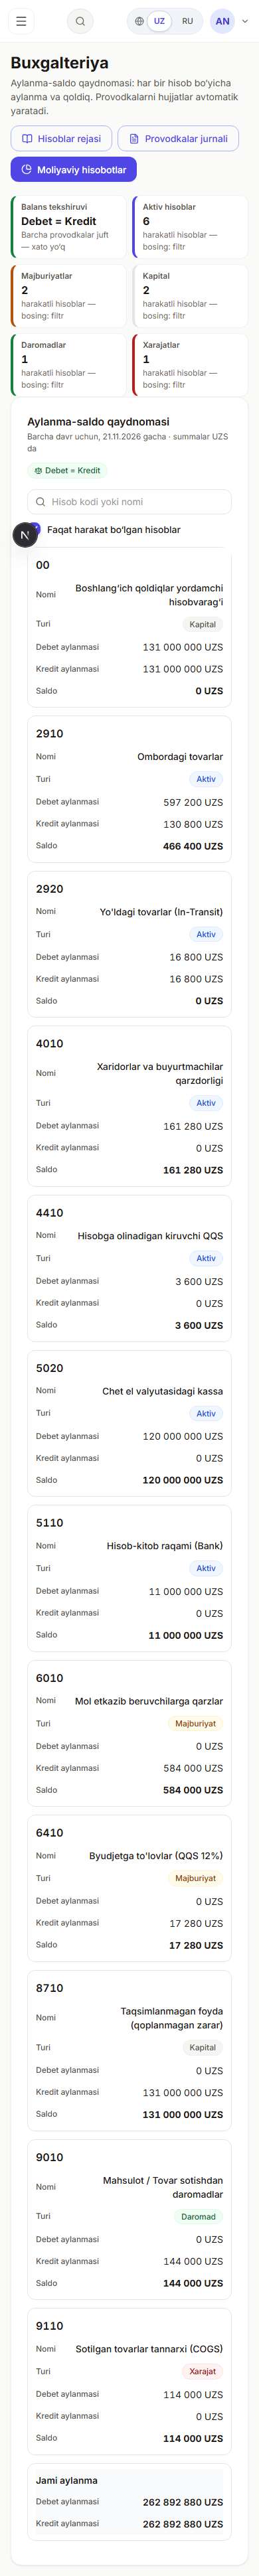 UZ
RU
AN
Buxgalteriya
Aylanma-saldo qaydnomasi: har bir hisob bo‘yicha
aylanma va qoldiq. Provodkalarni hujjatlar avtomatik
yaratadi.
Hisoblar rejasi
Provodkalar jurnali
Moliyaviy hisobotlar
Balans tekshiruvi
Debet = Kredit
Barcha provodkalar juft
— xato yo‘q
Aktiv hisoblar
6
harakatli hisoblar —
bosing: filtr
Majburiyatlar
2
harakatli hisoblar —
bosing: filtr
Kapital
2
harakatli hisoblar —
bosing: filtr
Daromadlar
1
harakatli hisoblar —
bosing: filtr
Xarajatlar
1
harakatli hisoblar —
bosing: filtr
Aylanma-saldo qaydnomasi
Barcha davr uchun, 21.11.2026 gacha · summalar UZS
da
Debet = Kredit
Hisob kodi yoki nomi
N
Faqat harakat bo‘lgan hisoblar
00
Nomi Boshlang‘ich qoldiqlar yordamchi
hisobvarag‘i
Turi Kapital
Debet aylanmasi 131 000 000 UZS
Kredit aylanmasi 131 000 000 UZS
Saldo 0 UZS
2910
Nomi Ombordagi tovarlar
Turi Aktiv
Debet aylanmasi 597 200 UZS
Kredit aylanmasi 130 800 UZS
Saldo 466 400 UZS
2920
Nomi Yo'ldagi tovarlar (In-Transit)
Turi Aktiv
Debet aylanmasi 16 800 UZS
Kredit aylanmasi 16 800 UZS
Saldo 0 UZS
4010
Nomi Xaridorlar va buyurtmachilar
qarzdorligi
Turi Aktiv
Debet aylanmasi 161 280 UZS
Kredit aylanmasi 0 UZS
Saldo 161 280 UZS
4410
Nomi Hisobga olinadigan kiruvchi QQS
Turi Aktiv
Debet aylanmasi 3 600 UZS
Kredit aylanmasi 0 UZS
Saldo 3 600 UZS
5020
Nomi Chet el valyutasidagi kassa
Turi Aktiv
Debet aylanmasi 120 000 000 UZS
Kredit aylanmasi 0 UZS
Saldo 120 000 000 UZS
5110
Nomi Hisob-kitob raqami (Bank)
Turi Aktiv
Debet aylanmasi 11 000 000 UZS
Kredit aylanmasi 0 UZS
Saldo 11 000 000 UZS
6010
Nomi Mol etkazib beruvchilarga qarzlar
Turi Majburiyat
Debet aylanmasi 0 UZS
Kredit aylanmasi 584 000 UZS
Saldo 584 000 UZS
6410
Nomi Byudjetga to'lovlar (QQS 12%)
Turi Majburiyat
Debet aylanmasi 0 UZS
Kredit aylanmasi 17 280 UZS
Saldo 17 280 UZS
8710
Nomi Taqsimlanmagan foyda
(qoplanmagan zarar)
Turi Kapital
Debet aylanmasi 0 UZS
Kredit aylanmasi 131 000 000 UZS
Saldo 131 000 000 UZS
9010
Nomi Mahsulot / Tovar sotishdan
daromadlar
Turi Daromad
Debet aylanmasi 0 UZS
Kredit aylanmasi 144 000 UZS
Saldo 144 000 UZS
9110
Nomi Sotilgan tovarlar tannarxi (COGS)
Turi Xarajat
Debet aylanmasi 114 000 UZS
Kredit aylanmasi 0 UZS
Saldo 114 000 UZS
Jami aylanma
Debet aylanmasi 262 892 880 UZS
Kredit aylanmasi 262 892 880 UZS